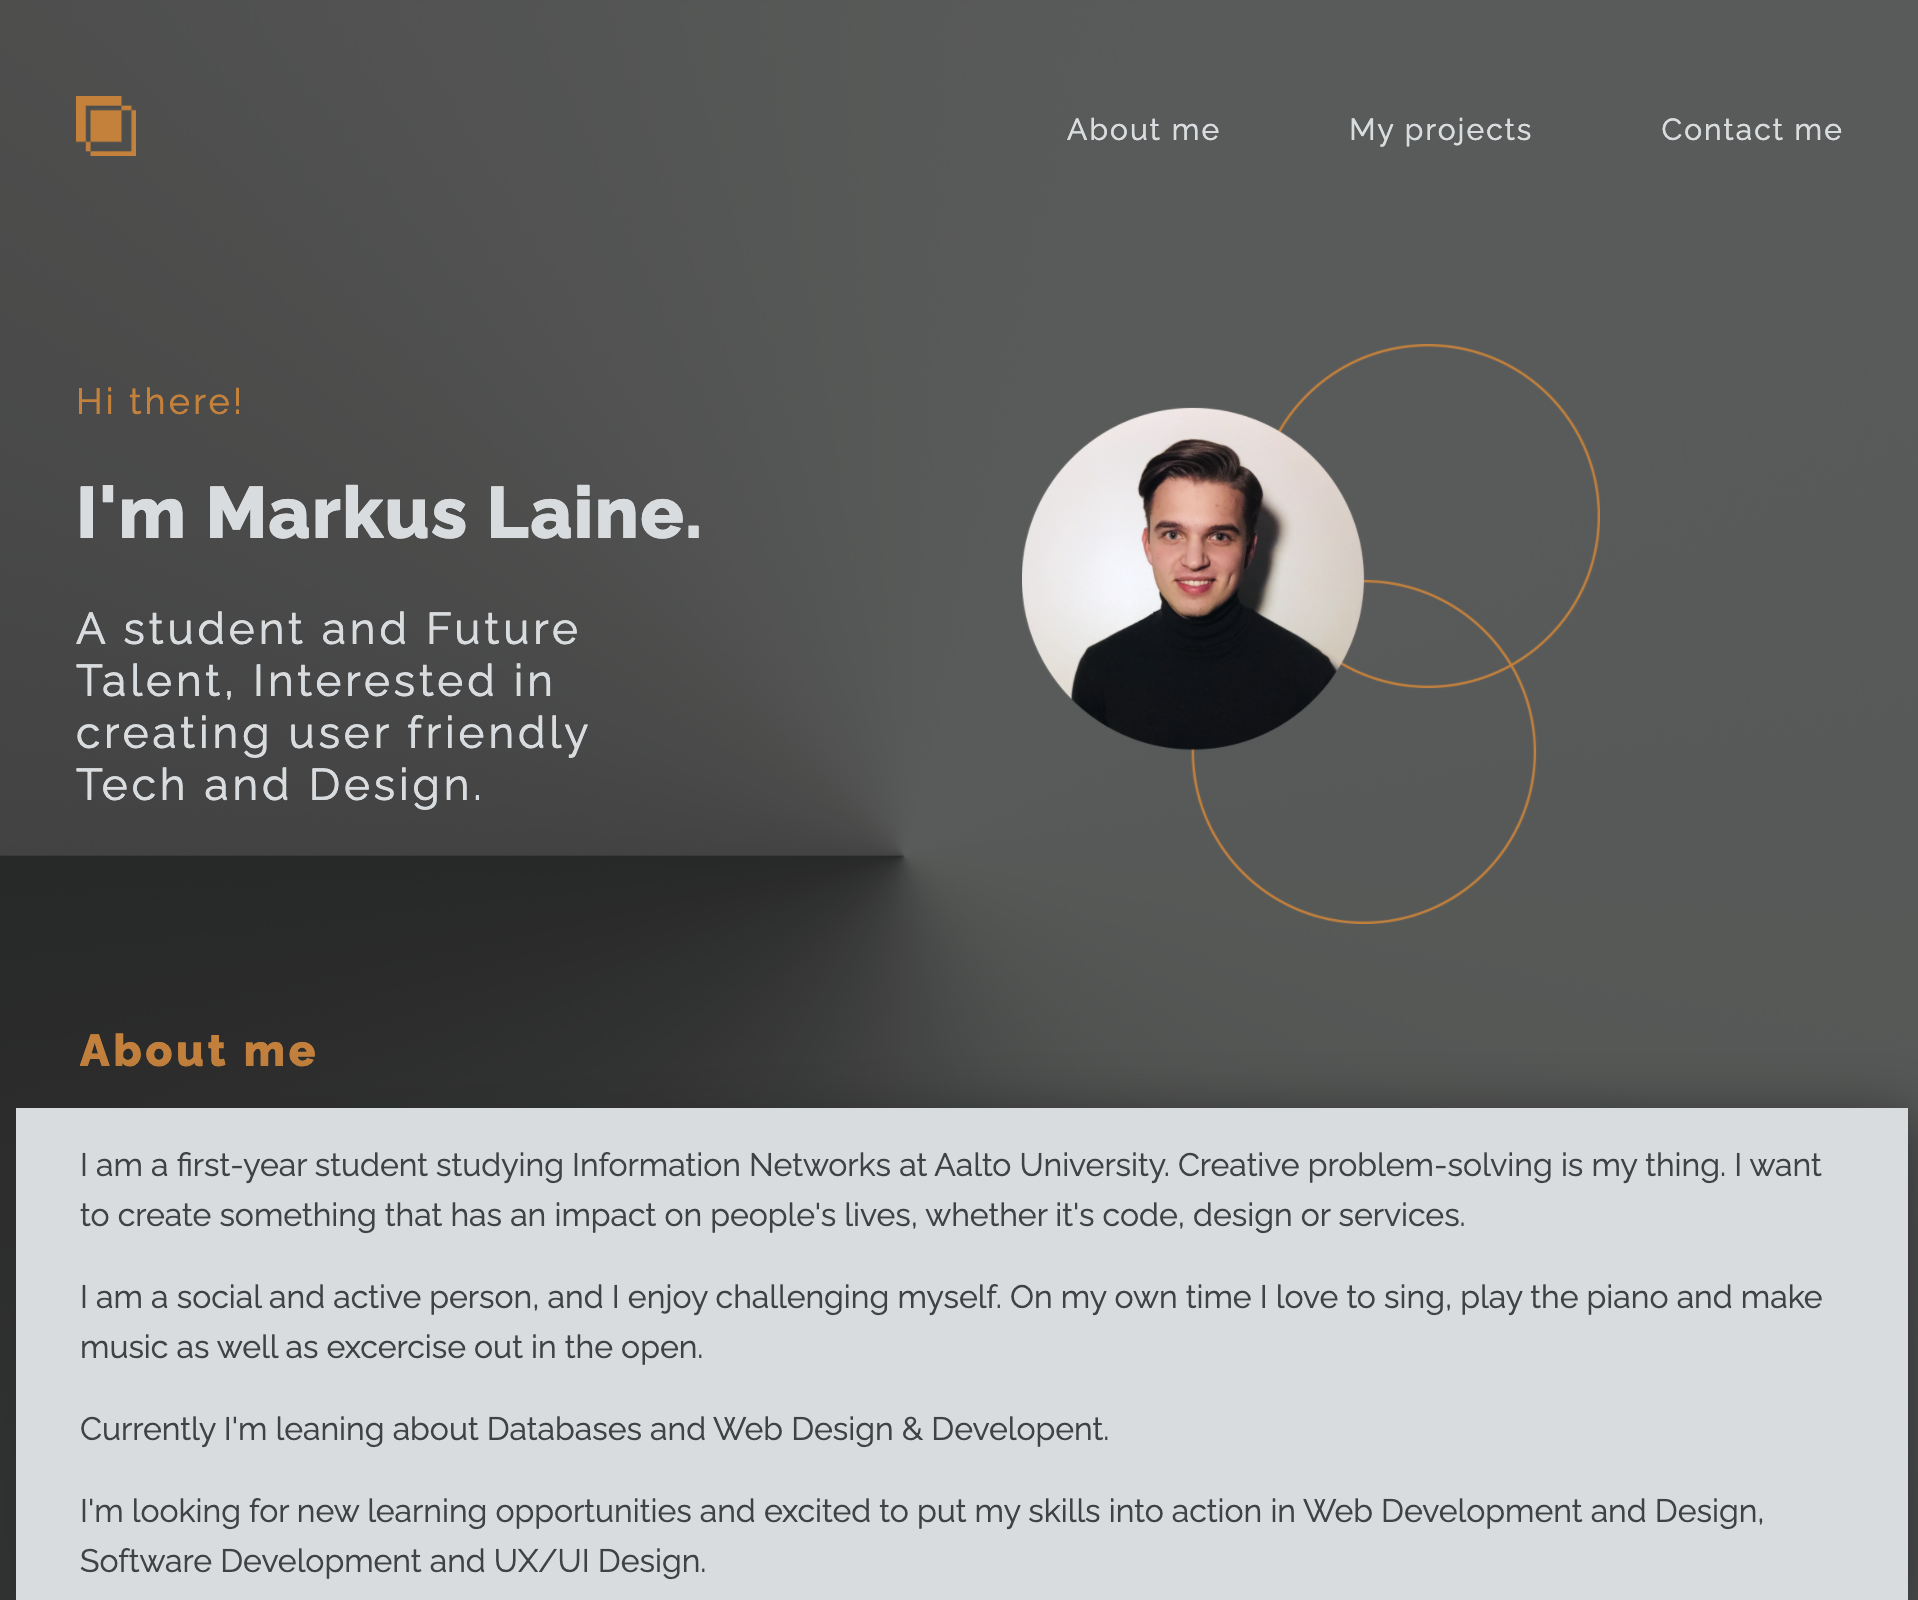 About me
My projects
Contact me
Hi there!
I'm Markus Laine.
A student and Future
Talent, Interested in
creating user friendly
Tech and Design.
About me
I am a first-year student studying Information Networks at Aalto University. Creative problem-solving is my thing. I want
to create something that has an impact on people's lives, whether it's code, design or services.
I am a social and active person, and I enjoy challenging myself. On my own time I love to sing, play the piano and make
music as well as excercise out in the open.
Currently I'm leaning about Databases and Web Design & Developent.
I'm looking for new learning opportunities and excited to put my skills into action in Web Development and Design,
Software Development and UX/UI Design.